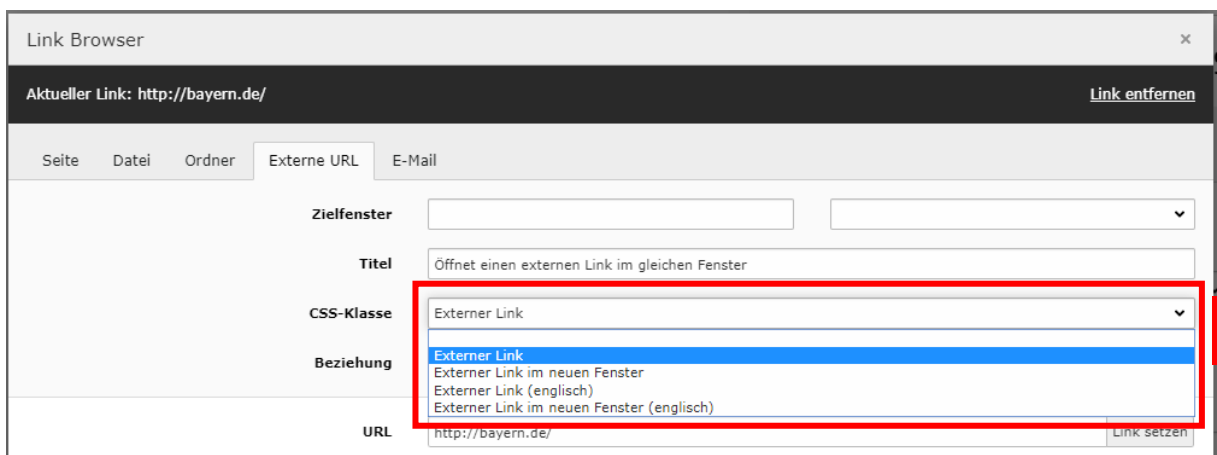 Link Browser ×
Aktueller Link: http://bayern.de/ Link entfernen
Seite Datei Ordner Externe URL E-Mail
Zielfenster
Titel Öffnet einen externen Link im gleichen Fenster
CSS-Klasse Externer Link
Beziehung
Externer Link
Externer Link im neuen Fenster
Externer Link (englisch)
Externer Link im neuen Fenster (englisch)
URL http://bayern.de/ Link setzen